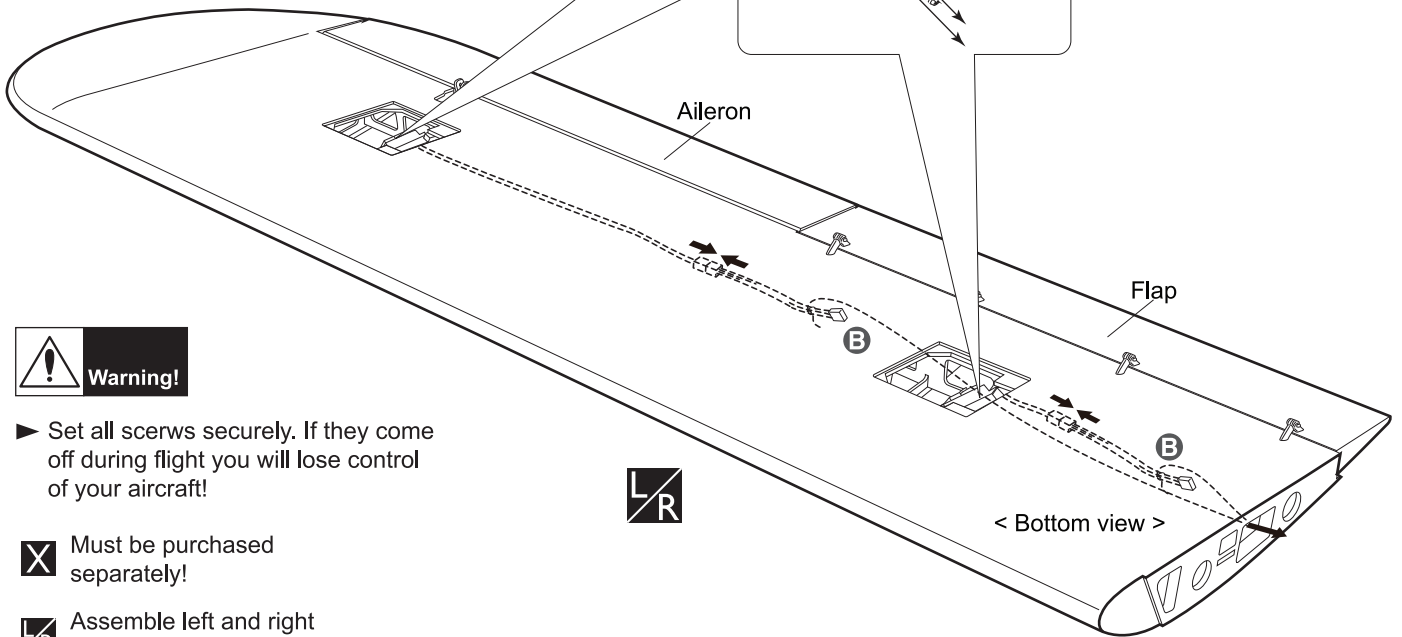 Aileron
Flap
B
Warning!
► Set all scerws securely. If they come
off during flight you will lose control
of your aircraft!
B
L/R
< Bottom view >
X Must be purchased
separately!
L/R Assemble left and right